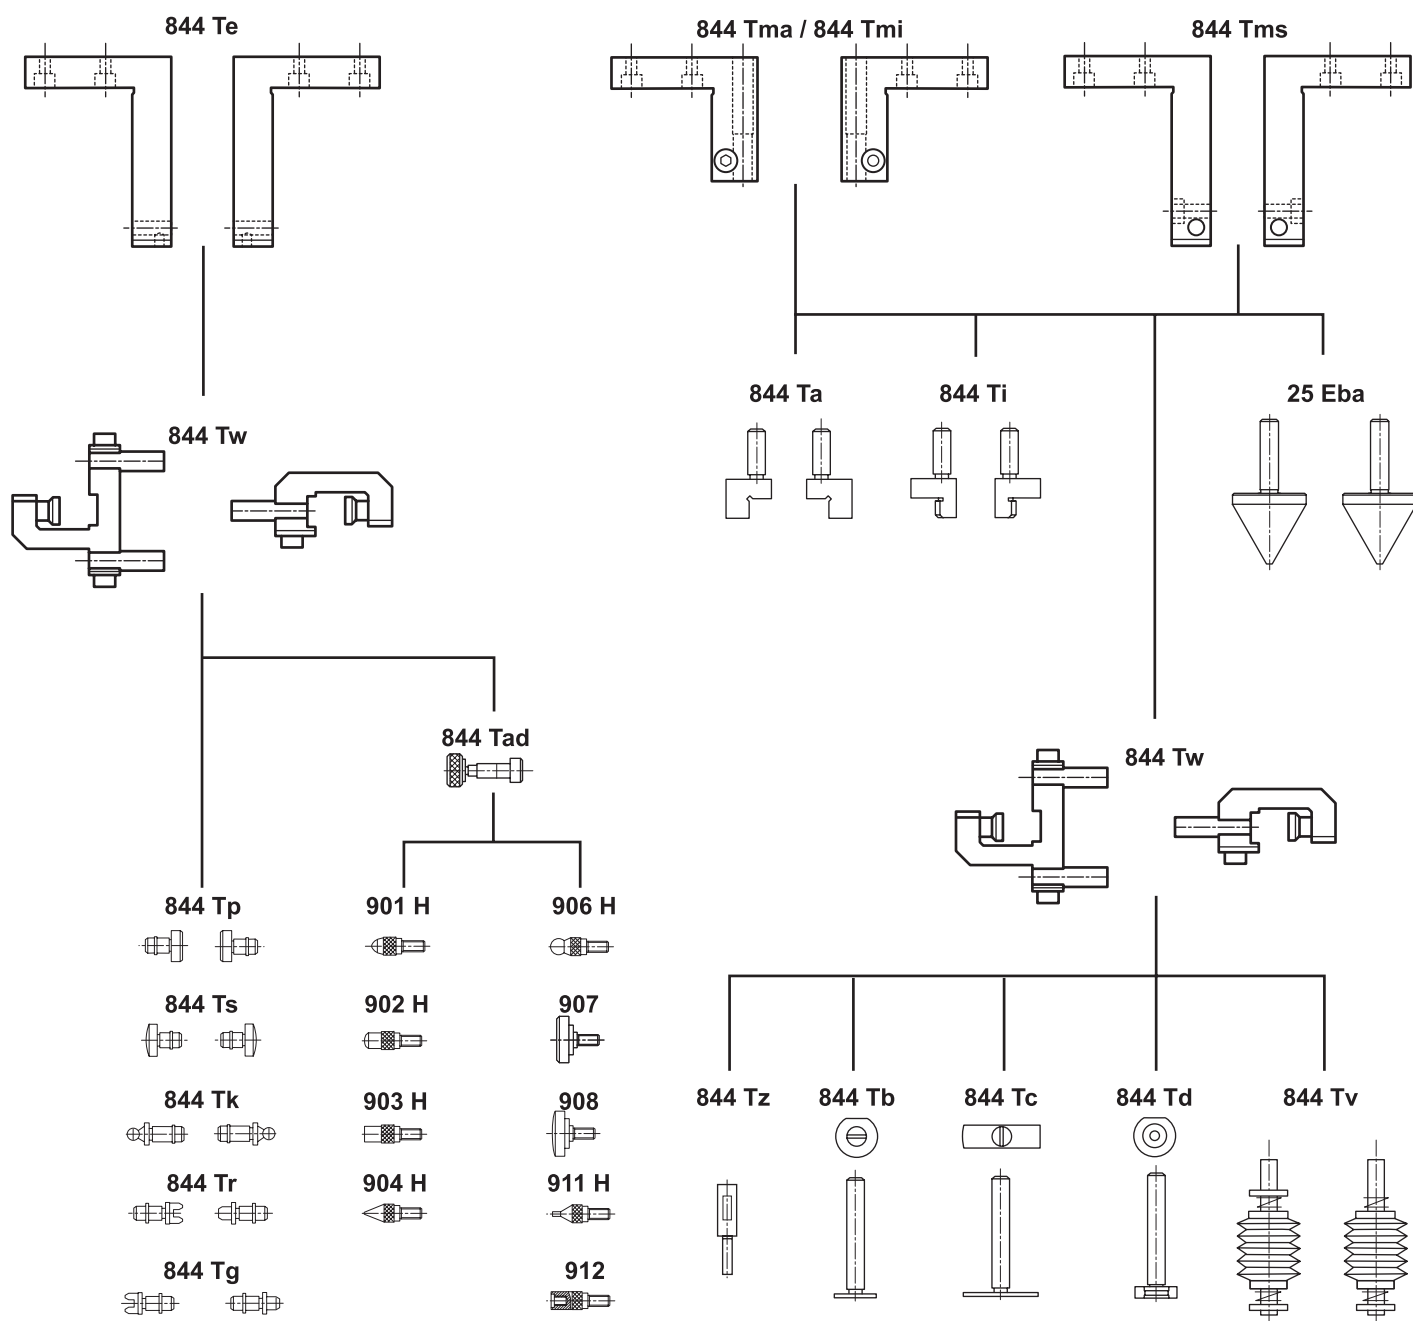 844 Te
844 Tma / 844 Tmi
844 Tms
844 Ta
844 Ti
25 Eba
844 Tw
844 Tad
844 Tw
844 Tp
901 H
906 H
844 Ts
902 H
907
844 Tk
903 H
908
844 Tz
844 Tb
844 Tc
844 Td
844 Tv
844 Tr
904 H
911 H
844 Tg
912